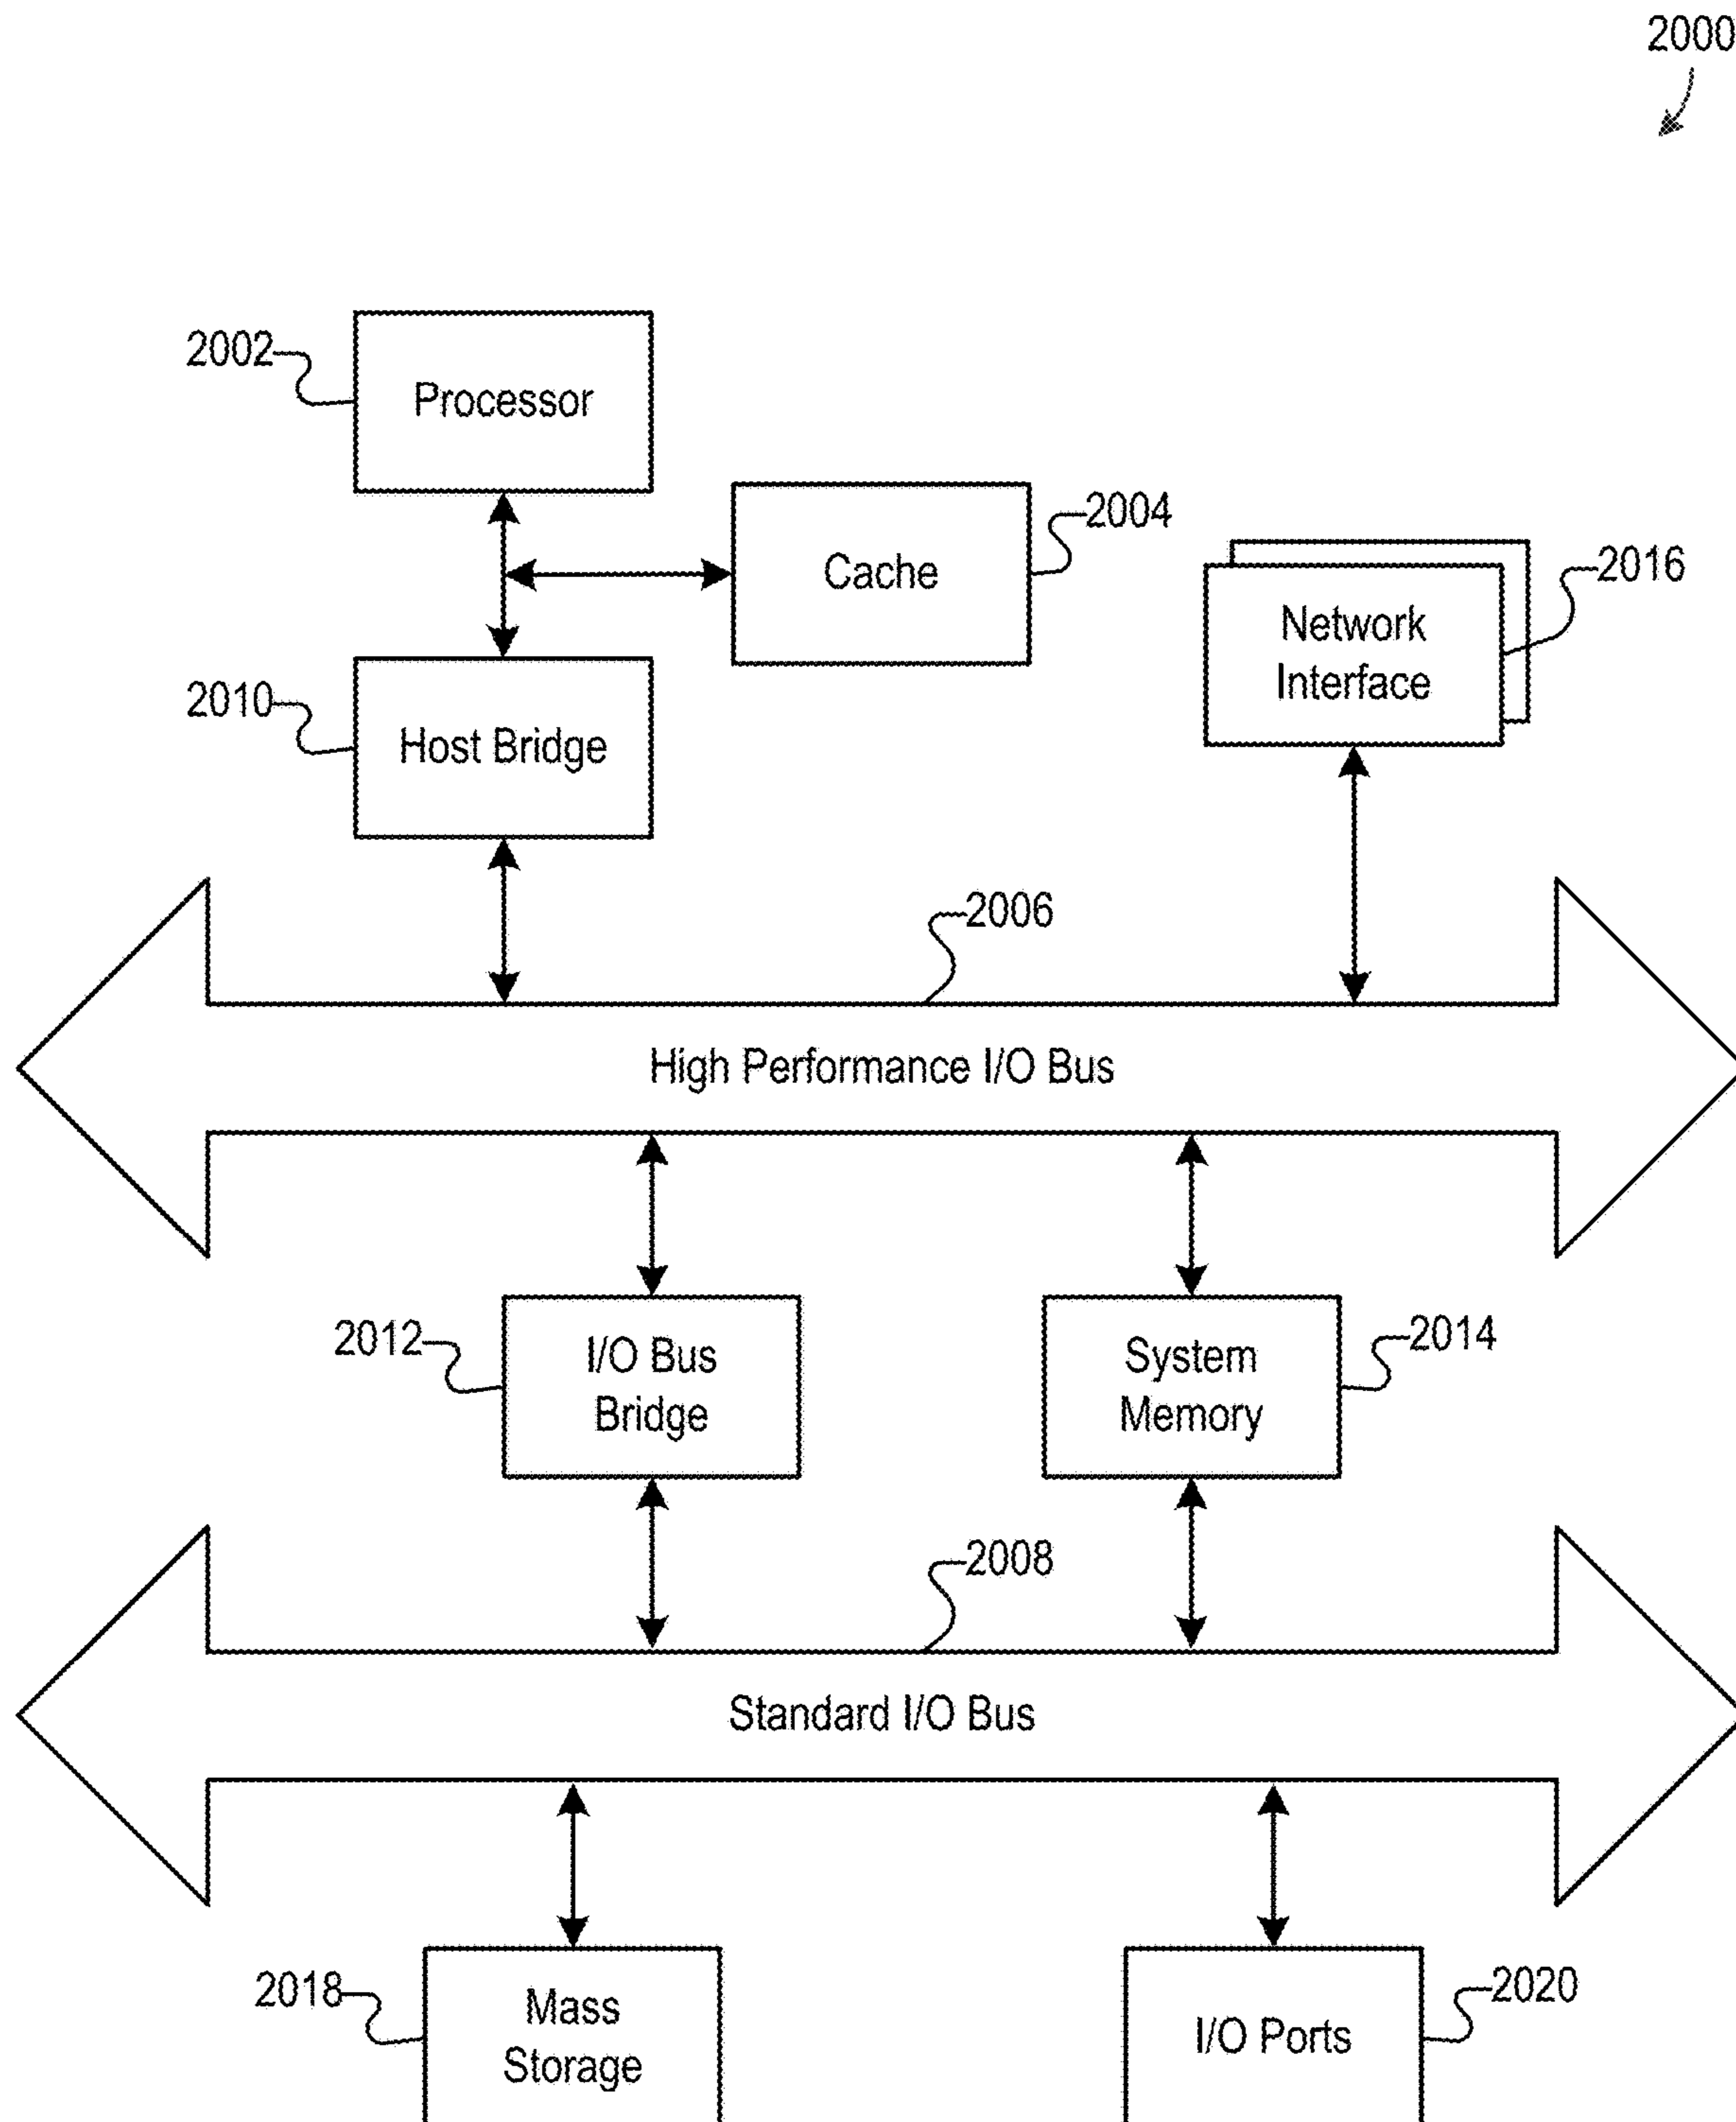 2000
2002
Processor
2004
Cache
2016
Network
Interface
2010
Host Bridge
2006
High Performance I/O Bus
2012
I/O Bus
Bridge
2014
System
Memory
2008
Standard I/O Bus
2018
Mass
Storage
2020
I/O Ports